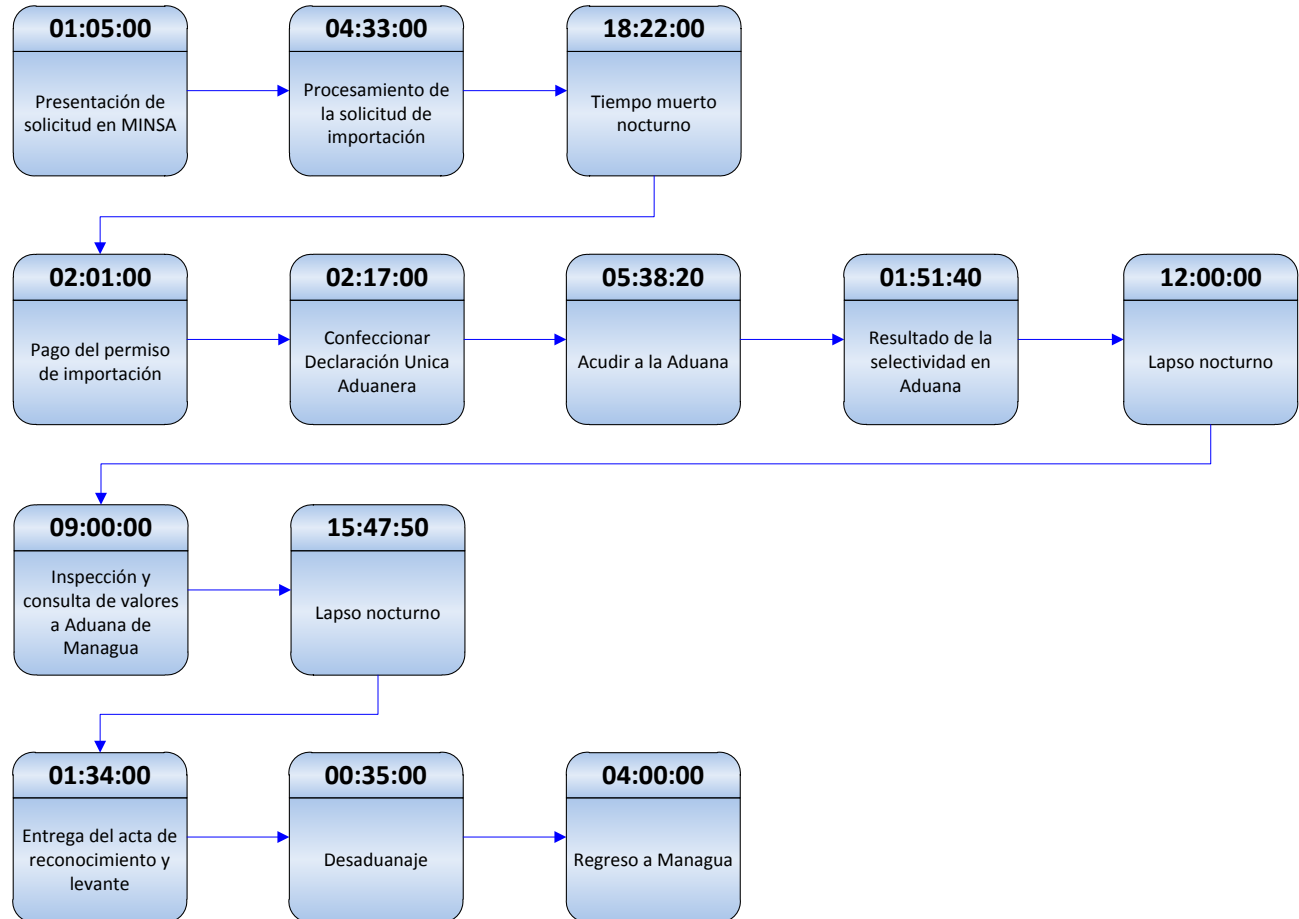 01:05:00
Presentación de
solicitud en MINSA
04:33:00
Procesamiento de
la solicitud de
importación
18:22:00
Tiempo muerto
nocturno
02:01:00
Pago del permiso
de importación
02:17:00
Confeccionar
Declaración Unica
Aduanera
05:38:20
Acudir a la Aduana
01:51:40
Resultado de la
selectividad en
Aduana
12:00:00
Lapso nocturno
09:00:00
Inspección y
consulta de valores
a Aduana de
Managua
15:47:50
Lapso nocturno
01:34:00
Entrega del acta de
reconocimiento y
levante
00:35:00
Desaduanaje
04:00:00
Regreso a Managua